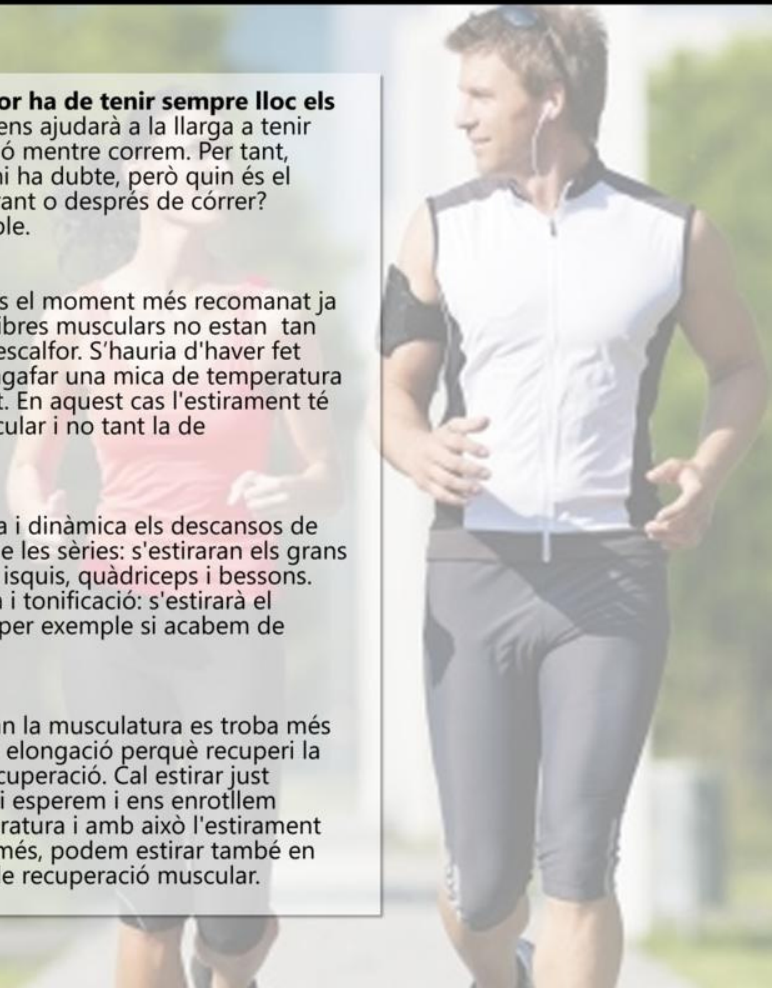 or ha de tenir sempre lloc els
ens ajudarà a la llarga a tenir
ó mentre correm. Per tant,
i ha dubte, però quin és el
ant o després de córrer?
ple.
s el moment més recomanat ja
ibres musculars no estan tan
escalfor. S’hauria d'haver fet
agafar una mica de temperatura
t. En aquest cas l'estirament té
cular i no tant la de
a i dinàmica els descansos de
e les sèries: s'estiraran els grans
isquis, quàdriceps i bessons.
i tonificació: s'estirarà el
per exemple si acabem de
an la musculatura es troba més
elongació perquè recuperi la
cuperació. Cal estirar just
i esperem i ens enrotllem
ratura i amb això l'estirament
més, podem estirar també en
de recuperació muscular.